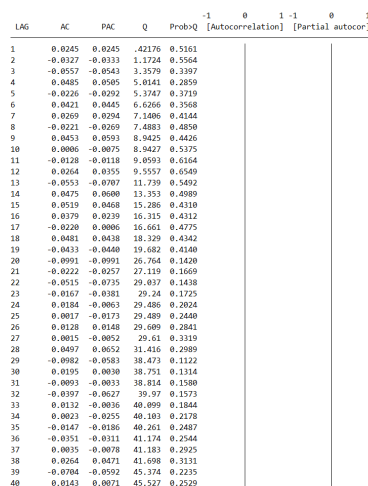 -1 0 1 -1 0 1
LAG AC PAC Q Prob>Q [Autocorrelation] [Partial autocor]
1 0.0245 0.0245 .42176 0.5161
2 -0.0327 -0.0333 1.1724 0.5564
3 -0.0557 -0.0543 3.3579 0.3397
4 0.0485 0.0505 5.0141 0.2859
5 -0.0226 -0.0292 5.3747 0.3719
6 0.0421 0.0445 6.6266 0.3568
7 0.0269 0.0294 7.1406 0.4144
8 -0.0221 -0.0269 7.4883 0.4850
9 0.0453 0.0593 8.9425 0.4426
10 0.0006 -0.0075 8.9427 0.5375
11 -0.0128 -0.0118 9.0593 0.6164
12 0.0264 0.0355 9.5557 0.6549
13 -0.0553 -0.0707 11.739 0.5492
14 0.0475 0.0600 13.353 0.4989
15 0.0519 0.0468 15.286 0.4310
16 0.0379 0.0239 16.315 0.4312
17 -0.0220 0.0006 16.661 0.4775
18 0.0481 0.0438 18.329 0.4342
19 -0.0433 -0.0440 19.682 0.4140
20 -0.0991 -0.0991 26.764 0.1420
21 -0.0222 -0.0257 27.119 0.1669
22 -0.0515 -0.0735 29.037 0.1438
23 -0.0167 -0.0381 29.24 0.1725
24 0.0184 -0.0063 29.486 0.2024
25 0.0017 -0.0173 29.489 0.2440
26 0.0128 0.0148 29.609 0.2841
27 0.0015 -0.0052 29.61 0.3319
28 0.0497 0.0652 31.416 0.2989
29 -0.0982 -0.0583 38.473 0.1122
30 0.0195 0.0030 38.751 0.1314
31 -0.0093 -0.0033 38.814 0.1580
32 -0.0397 -0.0627 39.97 0.1573
33 0.0132 -0.0036 40.099 0.1844
34 0.0023 -0.0255 40.103 0.2178
35 -0.0147 -0.0186 40.261 0.2487
36 -0.0351 -0.0311 41.174 0.2544
37 0.0035 -0.0078 41.183 0.2925
38 0.0264 0.0471 41.698 0.3131
39 -0.0704 -0.0592 45.374 0.2235
40 0.0143 0.0071 45.527 0.2529